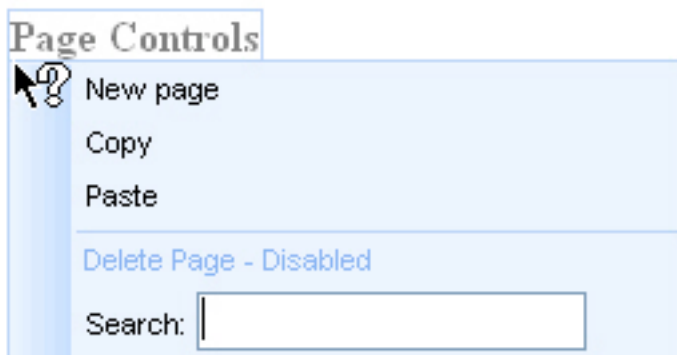 Page Controls
New page
Copy
Paste
Delete Page - Disabled
Search: